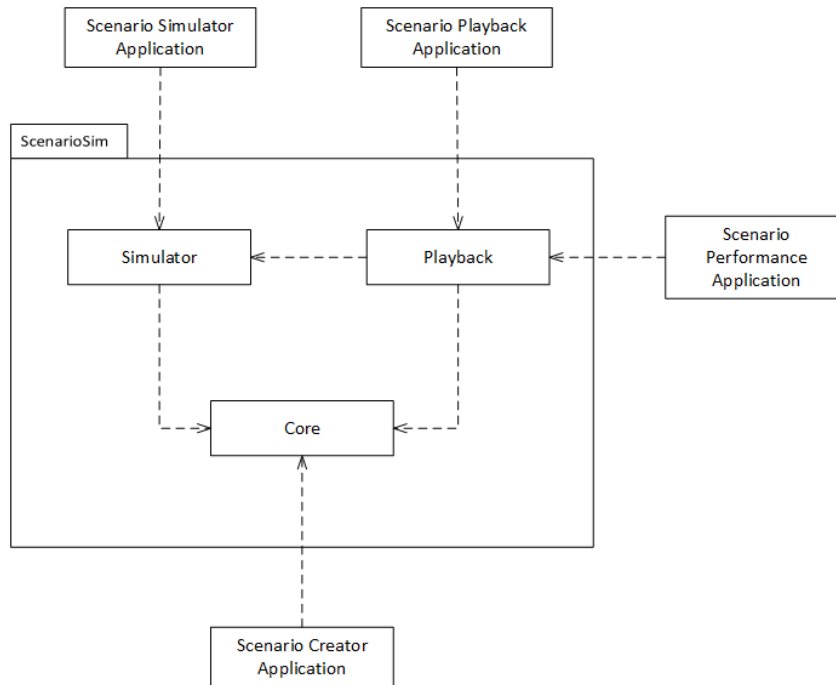 Scenario Simulator
Application
Scenario Playback
Application
ScenarioSim
Simulator
Playback
Scenario
Performance
Application
Core
Scenario Creator
Application